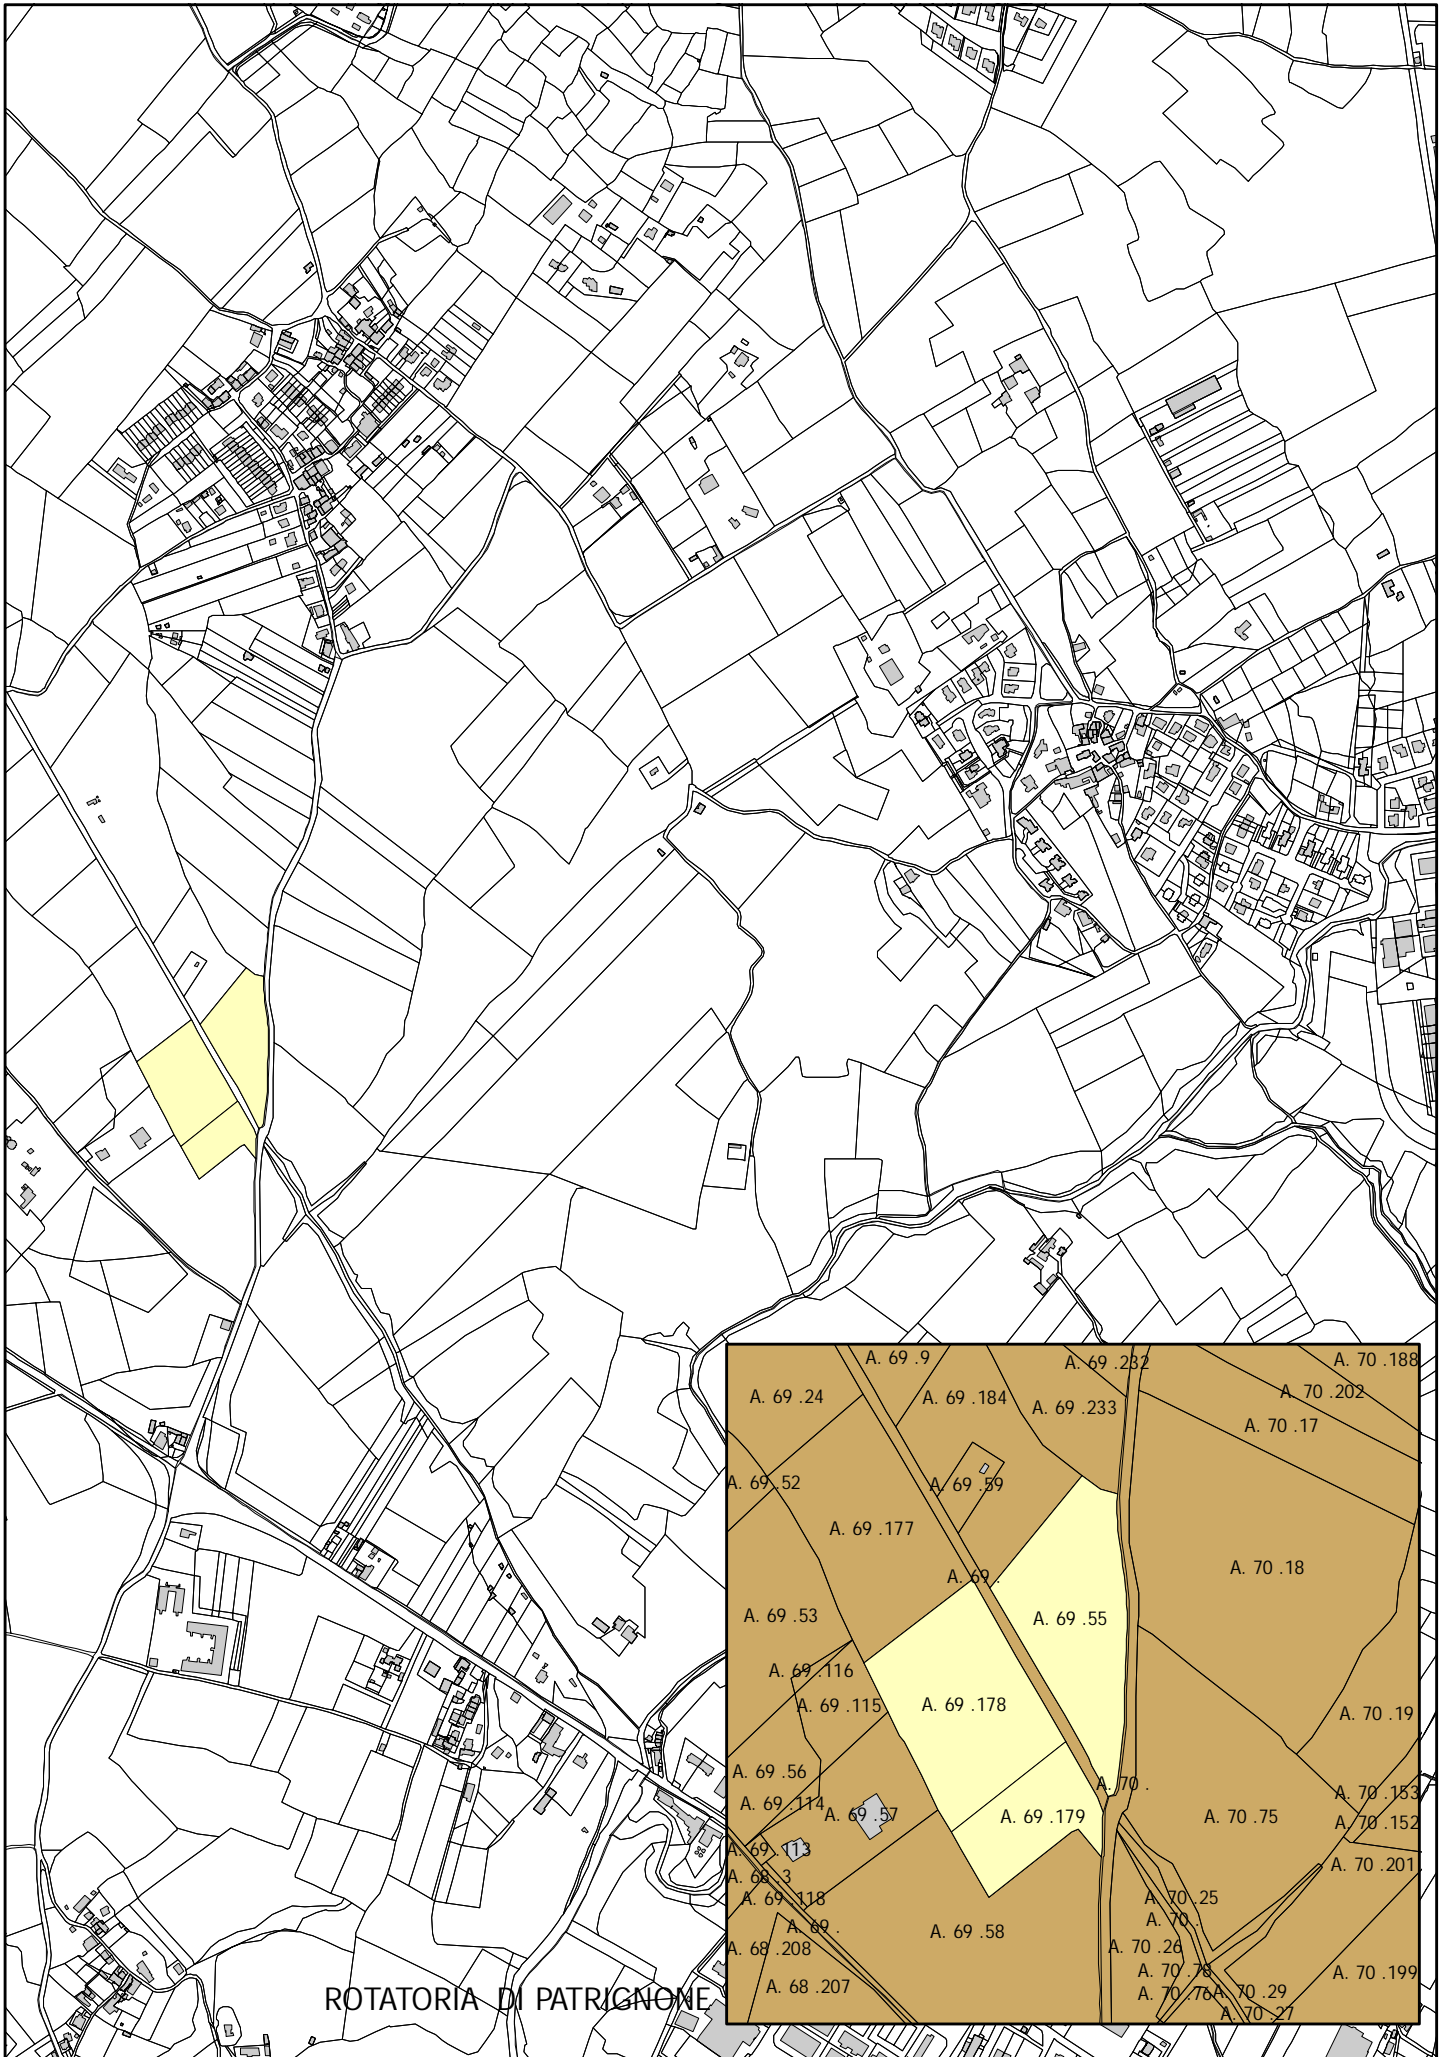 A. 69 .9
A. 69 .232
A. 70 .188
A. 69 .24
A. 69 .184
A. 69 .233
A. 70 .202
A. 70 .17
A. 69 .52
A. 69 .59
A. 69 .177
A. 70 .18
A. 69 .
A. 69 .53
A. 69 .55
A. 69 .116
A. 69 .115
A. 69 .178
A. 70 .19
A. 69 .56
A. 70 .
A. 70 .153
A. 69 .114
A. 69 .57
A. 69 .179
A. 70 .75
A. 70 .152
A. 69 .113
A. 70 .201
A. 68 .3
A. 69 .118
A. 70 .25
A. 69 .
A. 70 .
A. 69 .58
A. 68 .208
A. 70 .26
A. 70 .78
A. 70 .199
A. 68 .207
A. 70 .76
A. 70 .29
A. 70 .27
ROTATORIA DI PATRIGNONE